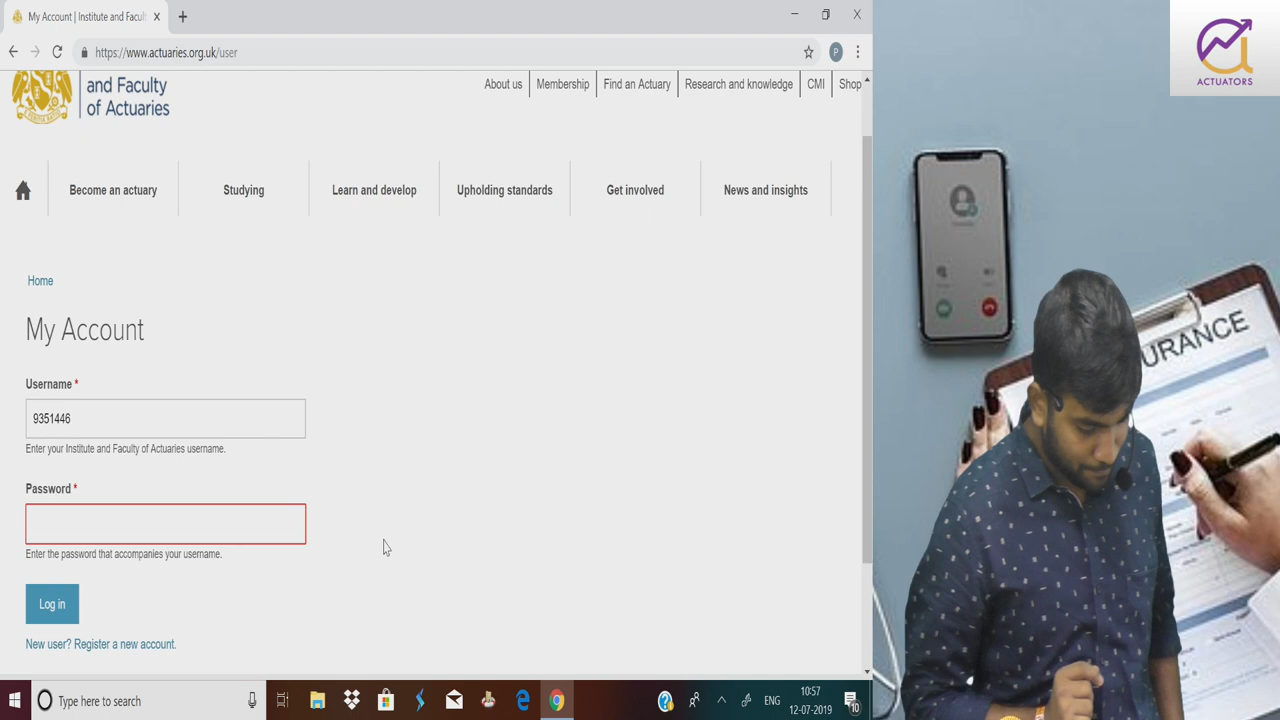 My Account | Institute and Facul
https://www.actuaries.org.uk/user
P
ACTUATORS
and Faculty
of Actuaries
About us
Membership
Find an Actuary
Research and knowledge
CMI
Shop
Become an actuary
Studying
Learn and develop
Upholding standards
Get involved
News and insights
Home
My Account
Username *
9351446
Enter your Institute and Faculty of Actuaries username.
Password *
Enter the password that accompanies your username.
Log in
New user? Register a new account.
URANCE
Type here to search
ENG
10:57
12-07-2019
10